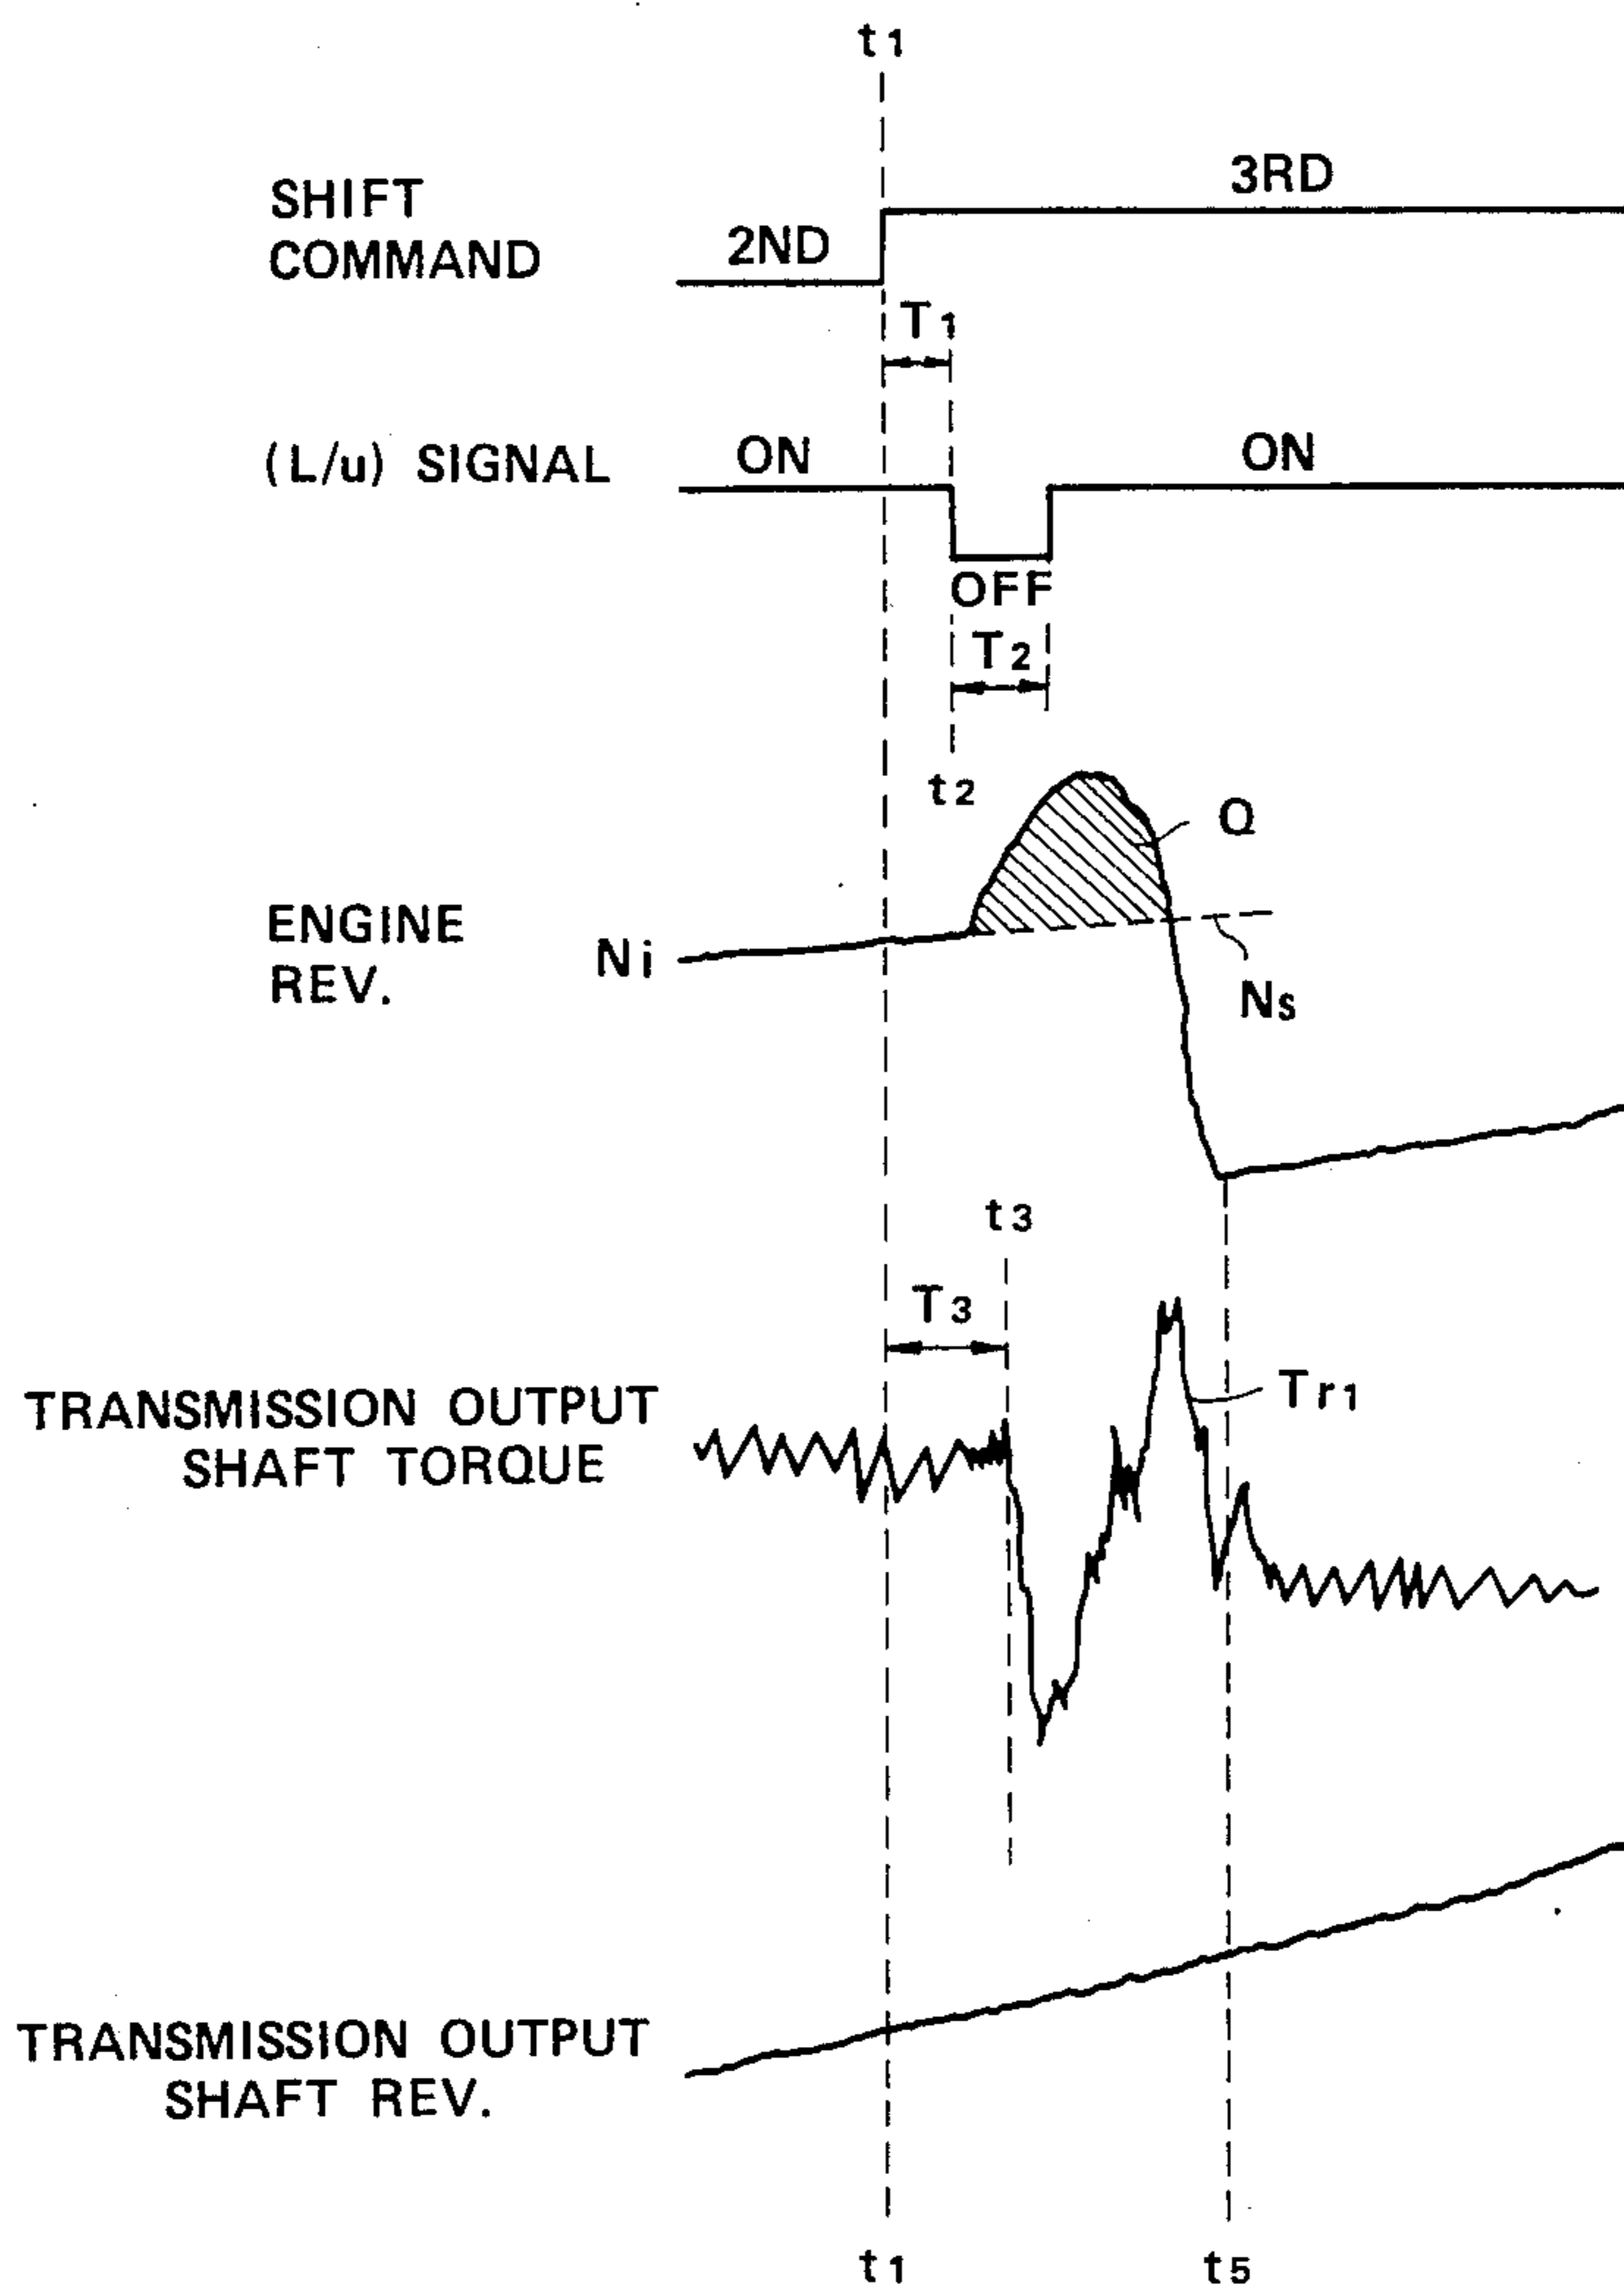 t1
3RD
SHIFT
COMMAND
2ND
T1
(L/u) SIGNAL
ON
ON
OFF
T2
t2
Q
ENGINE
REV.
Ni
Ns
t3
T3
Tr1
TRANSMISSION OUTPUT
SHAFT TORQUE
TRANSMISSION OUTPUT
SHAFT REV.
t1
t5